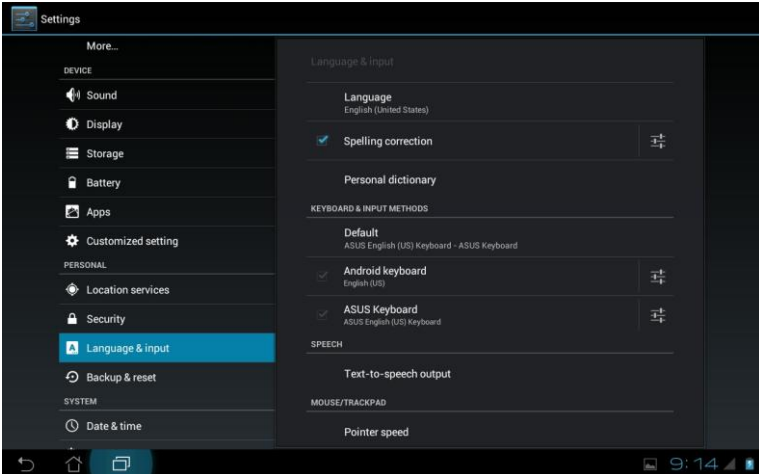 Settings
More...
DEVICE
Sound
Display
Storage
Battery
Apps
Customized setting
PERSONAL
Location services
Security
A
Language & input
Backup & reset
SYSTEM
Date & time
Language & input
Language
English (United States)
Spelling correction
Personal dictionary
KEYBOARD & INPUT METHODS
Default
ASUS English (US) Keyboard - ASUS Keyboard
Android keyboard
English (US)
ASUS Keyboard
ASUS English (US) Keyboard
SPEECH
Text-to-speech output
MOUSE/TRACKPAD
Pointer speed
9:14